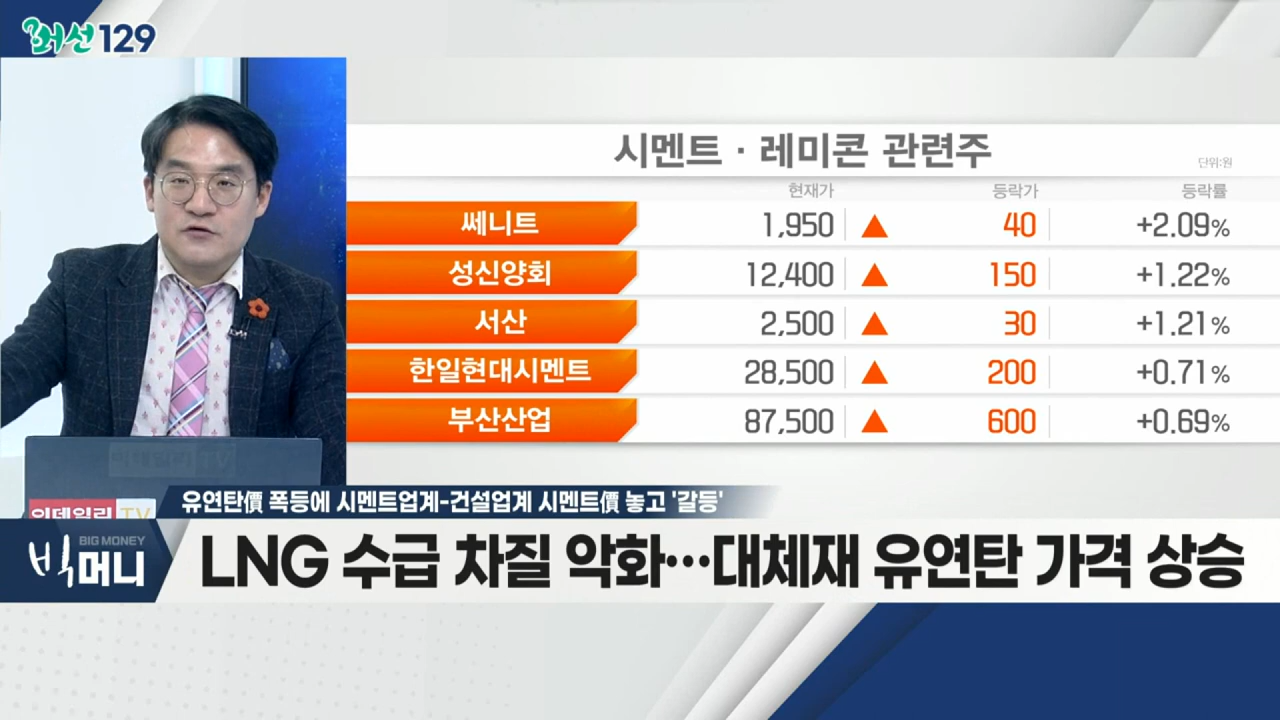 머선129
시멘트·레미콘 관련주
단위:원
현재가 등락가 등락률
쎄니트 1,950 ▲ 40 +2.09%
성신양회 12,400 ▲ 150 +1.22%
서산 2,500 ▲ 30 +1.21%
한일현대시멘트 28,500 ▲ 200 +0.71%
부산산업 87,500 ▲ 600 +0.69%
이데일리 TV
유연탄價 폭등에 시멘트업계-건설업계 시멘트價 놓고 '갈등'
BIG MONEY
빅머니
LNG 수급 차질 악화…대체재 유연탄 가격 상승